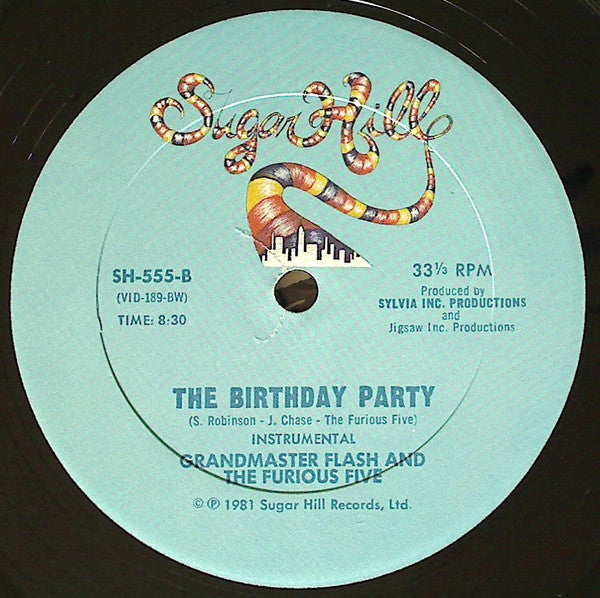 Sugar Hill
SH-555-B
(VID-189-BW)
TIME: 8:30
33⅓ RPM
Produced by
SYLVIA INC. PRODUCTIONS
and
Jigsaw Inc. Productions
THE BIRTHDAY PARTY
(S. Robinson - J. Chase - The Furious Five)
INSTRUMENTAL
GRANDMASTER FLASH AND
THE FURIOUS FIVE
© ℗ 1981 Sugar Hill Records, Ltd.